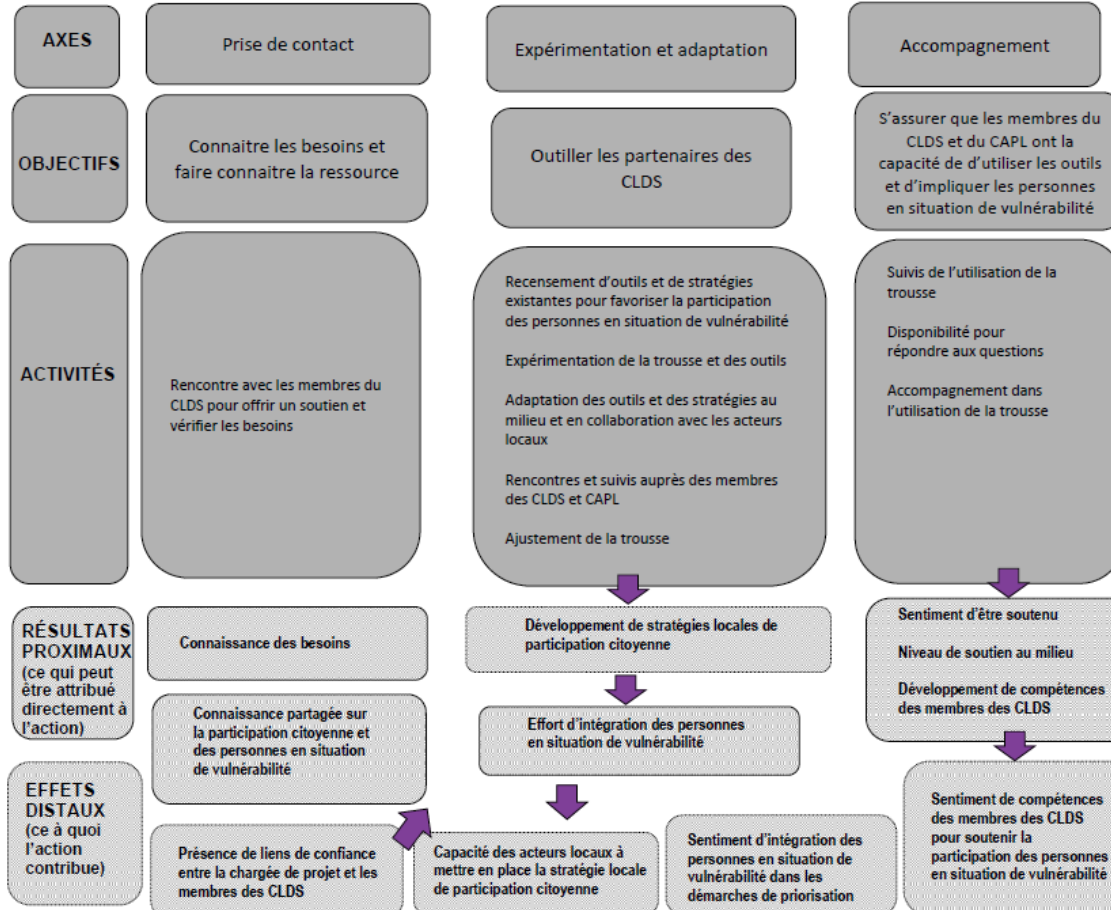 AXES
Prise de contact
Expérimentation et adaptation
Accompagnement
OBJECTIFS
Connaitre les besoins et
faire connaitre la ressource
Outiller les partenaires des
CLDS
S'assurer que les membres du
CLDS et du CAPL ont la
capacité de d'utiliser les outils
et d'impliquer les personnes
en situation de vulnérabilité
ACTIVITÉS
Rencontre avec les membres du
CLDS pour offrir un soutien et
vérifier les besoins
Recensement d'outils et de stratégies
existantes pour favoriser la participation
des personnes en situation de vulnérabilité
Expérimentation de la trousse et des outils
Adaptation des outils et des stratégies au
milieu et en collaboration avec les acteurs
locaux
Rencontres et suivis auprès des membres
des CLDS et CAPL
Ajustement de la trousse
Suivis de l'utilisation de la
trousse
Disponibilité pour
répondre aux questions
Accompagnement dans
l'utilisation de la trousse
RÉSULTATS
PROXIMAUX
(ce qui peut
être attribué
directement à
l'action)
Connaissance des besoins
Connaissance partagée sur
la participation citoyenne et
des personnes en situation
de vulnérabilité
Développement de stratégies locales de
participation citoyenne
Effort d'intégration des personnes
en situation de vulnérabilité
Sentiment d'être soutenu
Niveau de soutien au milieu
Développement de compétences
des membres des CLDS
EFFETS
DISTAUX
(ce à quoi
l'action
contribue)
Présence de liens de confiance
entre la chargée de projet et les
membres des CLDS
Capacité des acteurs locaux à
mettre en place la stratégie locale
de participation citoyenne
Sentiment d'intégration des
personnes en situation de
vulnérabilité dans les
démarches de priorisation
Sentiment de compétences
des membres des CLDS
pour soutenir la
participation des personnes
en situation de vulnérabilité